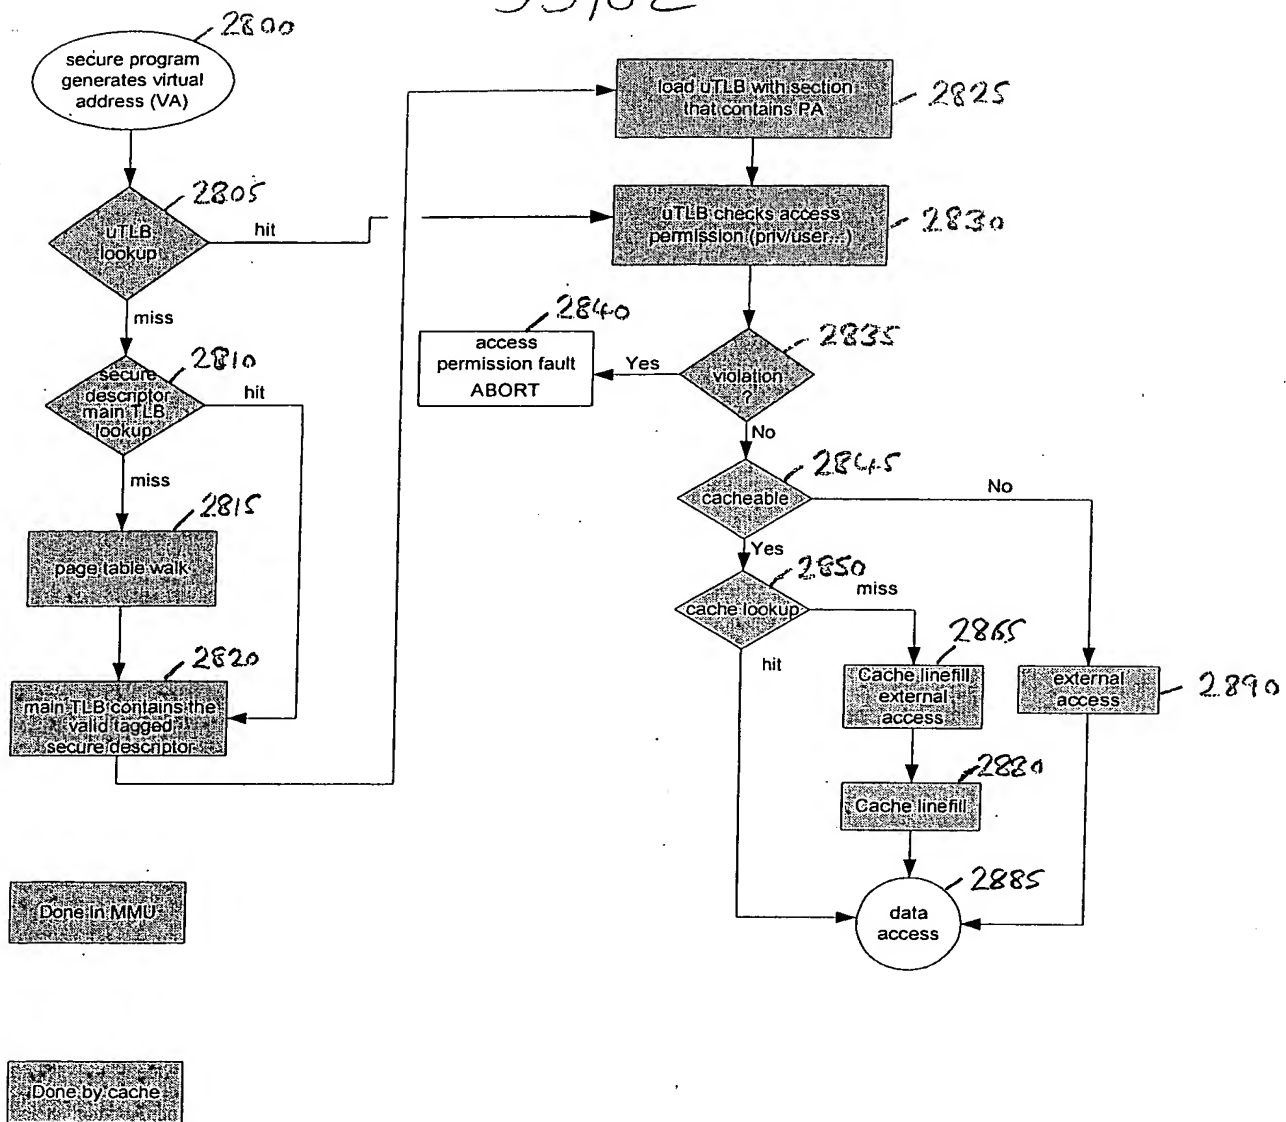 2800
secure program
generates virtual
address (VA)
2805
uTLB
lookup
hit
miss
2810
secure
descriptor
main TLB
lookup
hit
miss
2815
page table walk
2820
main TLB contains the
valid tagged
secure descriptor
load uTLB with section
that contains PA
2825
uTLB checks access
permission (priv/user...)
2830
2840
access
permission fault
ABORT
Yes
2835
violation
?
No
2845
cacheable
No
Yes
2850
cache lookup
miss
hit
2865
Cache linefill
external
access
external
access
2890
2880
Cache linefill
2885
data
access
Done in MMU
Done by cache